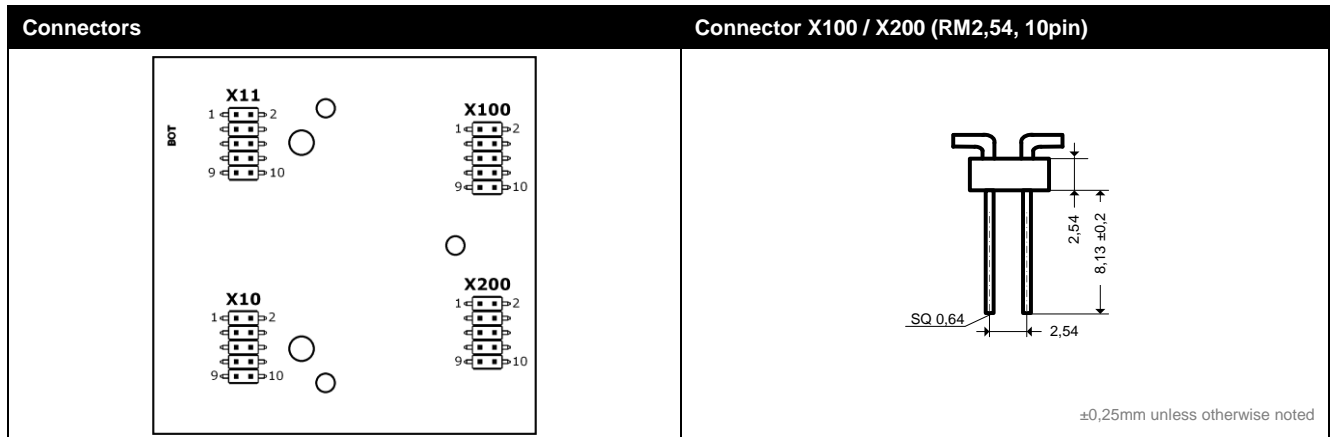 Connectors
Connector X100 / X200 (RM2,54, 10pin)
BOT
X11
1 2
9 10
X100
1 2
9 10
X10
1 2
9 10
X200
1 2
9 10
2,54
8,13 ±0,2
SQ 0,64
2,54
±0,25mm unless otherwise noted